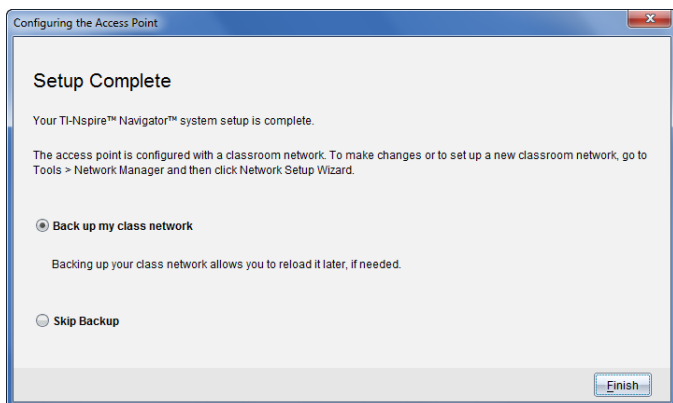 Configuring the Access Point
Setup Complete
Your TI-Nspire™ Navigator™ system setup is complete.
The access point is configured with a classroom network. To make changes or to set up a new classroom network, go to
Tools > Network Manager and then click Network Setup Wizard.
Back up my class network
Backing up your class network allows you to reload it later, if needed.
Skip Backup
Finish